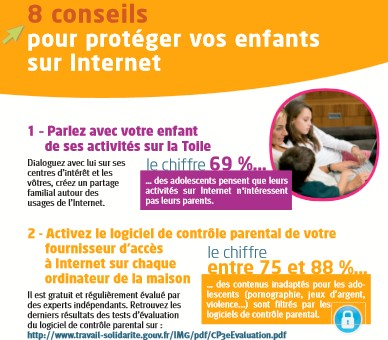 8 conseils
pour protéger vos enfants
sur Internet
1 - Parlez avec votre enfant
de ses activités sur la Toile
Dialoguez avec lui sur ses
centres d'intérêt et les
vôtres, créez un partage
familial autour des
usages de l'Internet.
le chiffre 69 %...
... des adolescents pensent que leurs
activités sur Internet n'intéressent
pas leurs parents.
2 - Activez le logiciel de contrôle parental de votre
fournisseur d'accès
à Internet sur chaque
ordinateur de la maison
Il est gratuit et régulièrement évalué par
des experts indépendants. Retrouvez les
derniers résultats des tests d'évaluation
du logiciel de contrôle parental sur :
http://www.travail-solidarite.gouv.fr/IMG/pdf/CP3eEvaluation.pdf
le chiffre
entre 75 et 88 %...
... des contenus inadaptés pour les ado-
lescents (pornographie, jeux d'argent,
violence...) sont filtrés par les
logiciels de contrôle parental.